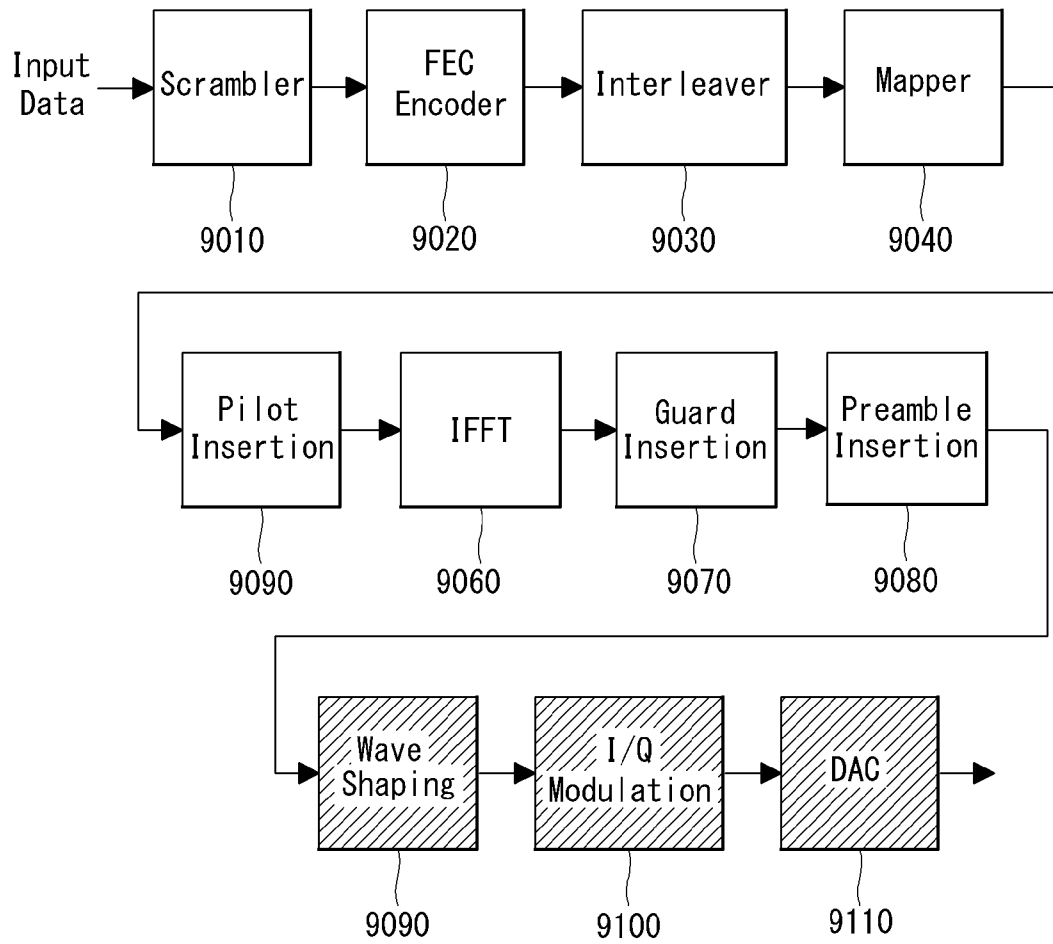 Input
Data
Scrambler
FEC
Encoder
Interleaver
Mapper
9010
9020
9030
9040
Pilot
Insertion
IFFT
Guard
Insertion
Preamble
Insertion
9090
9060
9070
9080
Wave
Shaping
I/Q
Modulation
DAC
9090
9100
9110